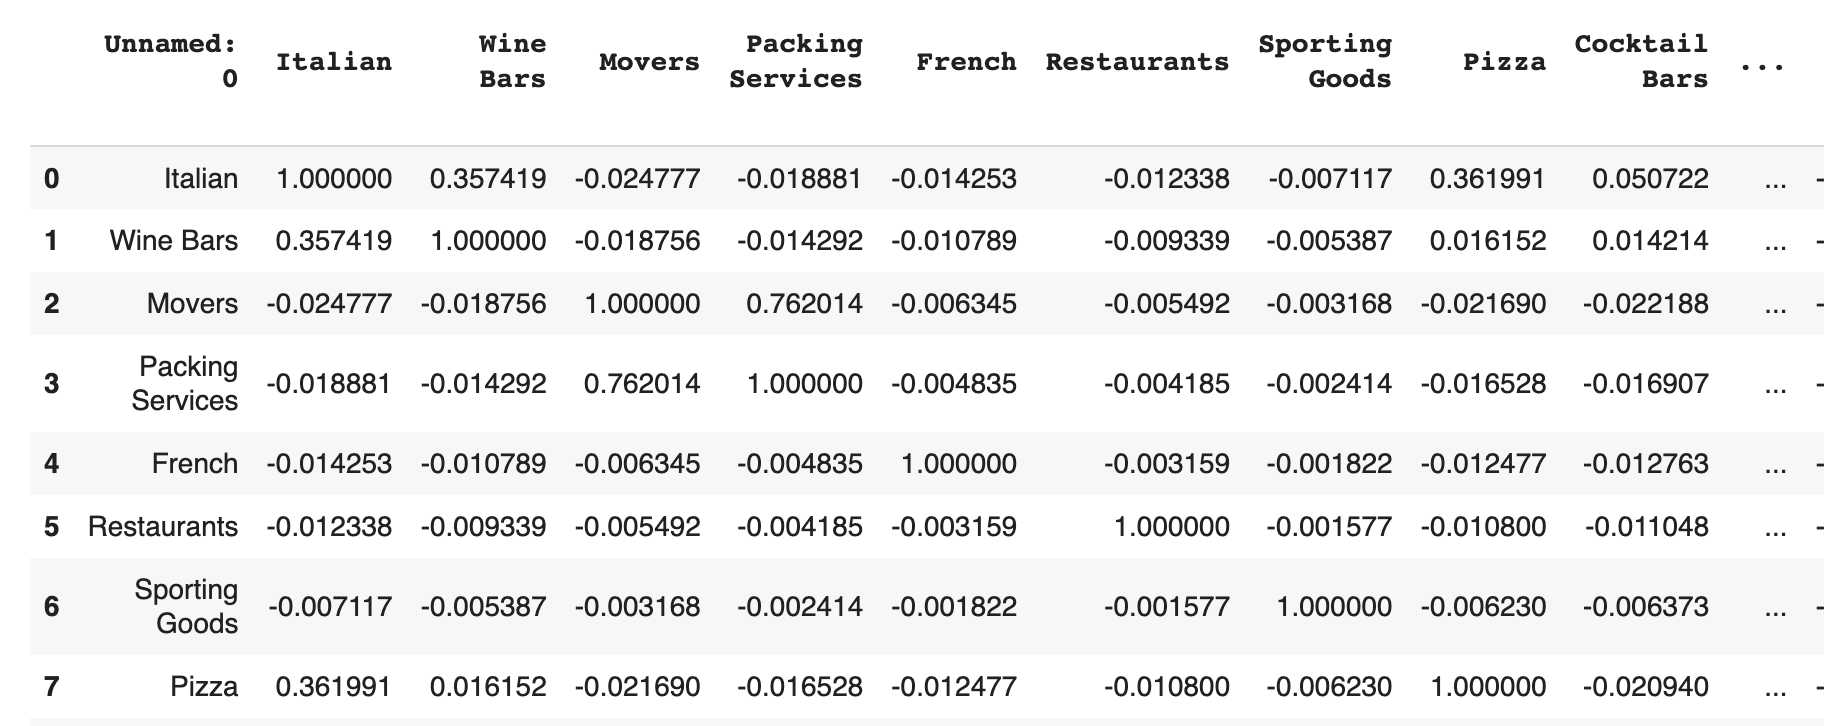 Unnamed: 0 Italian Wine Bars Movers Packing Services French Restaurants Sporting Goods Pizza Cocktail Bars ...
0 Italian 1.000000 0.357419 -0.024777 -0.018881 -0.014253 -0.012338 -0.007117 0.361991 0.050722 ... -
1 Wine Bars 0.357419 1.000000 -0.018756 -0.014292 -0.010789 -0.009339 -0.005387 0.016152 0.014214 ... -
2 Movers -0.024777 -0.018756 1.000000 0.762014 -0.006345 -0.005492 -0.003168 -0.021690 -0.022188 ... -
3 Packing Services -0.018881 -0.014292 0.762014 1.000000 -0.004835 -0.004185 -0.002414 -0.016528 -0.016907 ... -
4 French -0.014253 -0.010789 -0.006345 -0.004835 1.000000 -0.003159 -0.001822 -0.012477 -0.012763 ... -
5 Restaurants -0.012338 -0.009339 -0.005492 -0.004185 -0.003159 1.000000 -0.001577 -0.010800 -0.011048 ... -
6 Sporting Goods -0.007117 -0.005387 -0.003168 -0.002414 -0.001822 -0.001577 1.000000 -0.006230 -0.006373 ... -
7 Pizza 0.361991 0.016152 -0.021690 -0.016528 -0.012477 -0.010800 -0.006230 1.000000 -0.020940 ... -